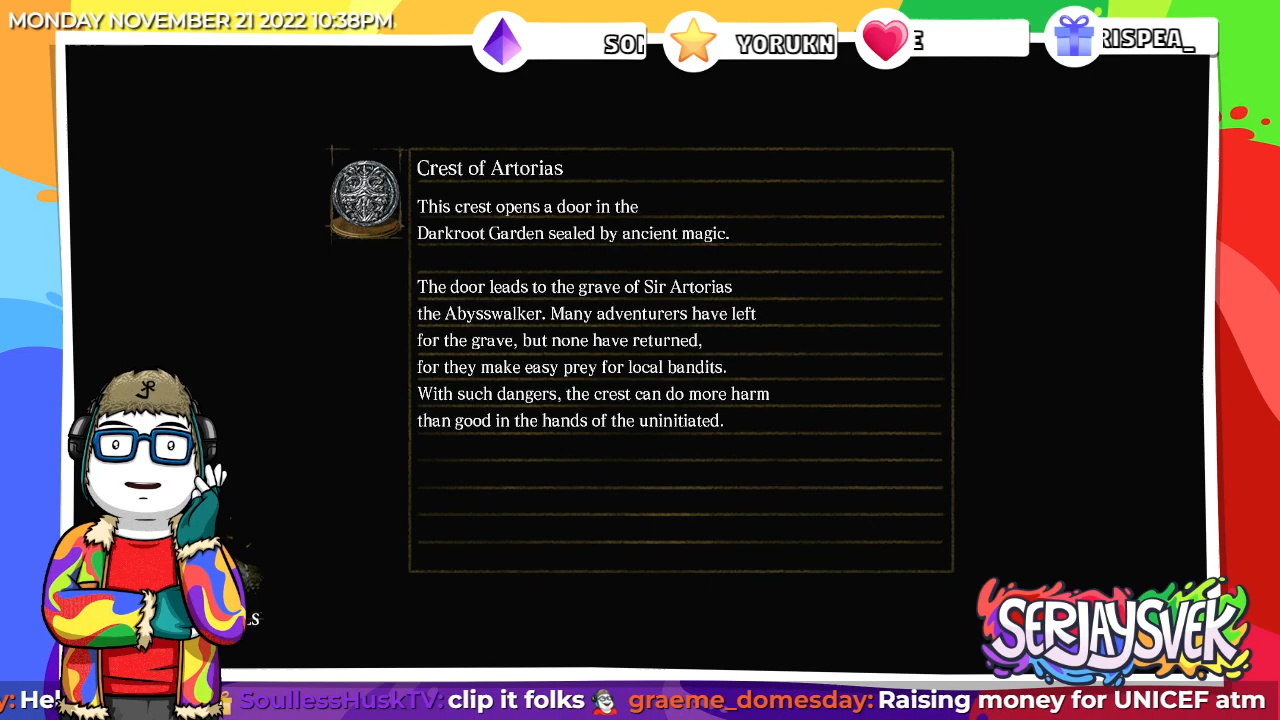 MONDAY NOVEMBER 21 2022 10:38PM
YORUKN
RISPEA_
Crest of Artorias
This crest opens a door in the
Darkroot Garden sealed by ancient magic.
The door leads to the grave of Sir Artorias
the Abysswalker. Many adventurers have left
for the grave, but none have returned,
for they make easy prey for local bandits.
With such dangers, the crest can do more harm
than good in the hands of the uninitiated.
SERJAYSVEK
SoullessHuskTV: clip it folks graeme_domesday: Raising money for UNICEF atm